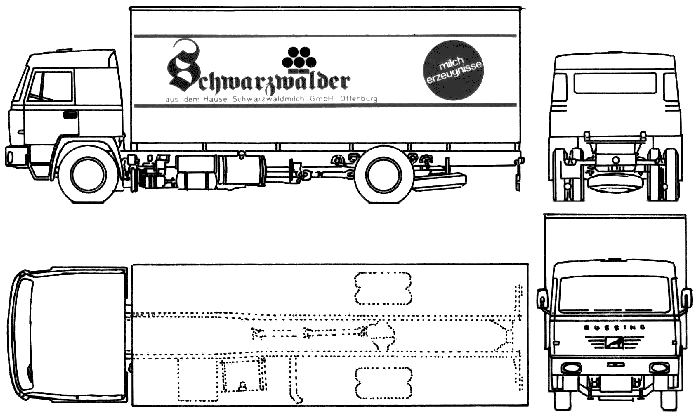 Schwarzwälder
aus dem Hause Schwarzwaldmilch GmbH Offenburg
milch
erzeugnisse
BÜSSING